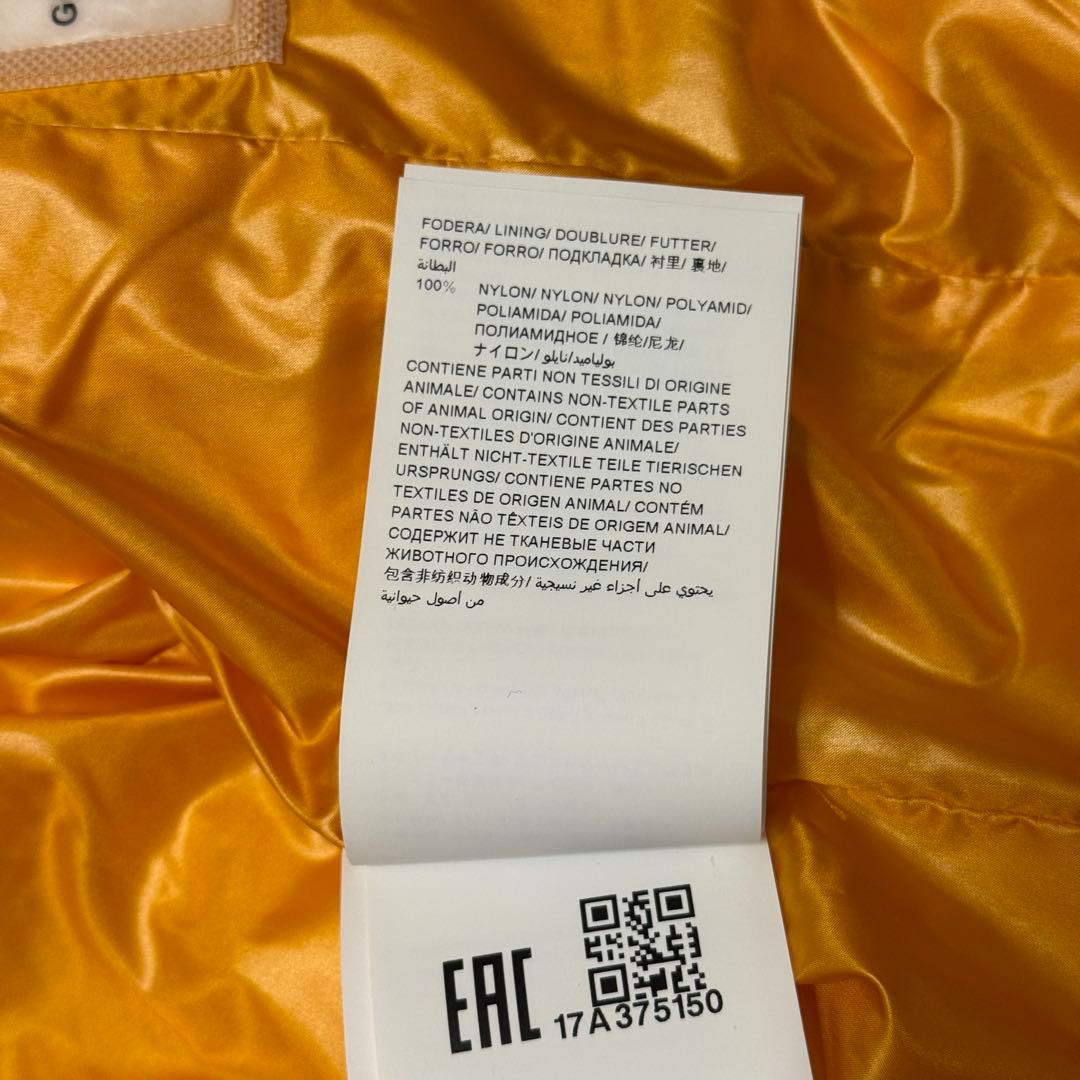 G
FODERA/ LINING/ DOUBLURE/ FUTTER/
FORRO/ FORRO/ ПОДКЛАДКА/ 衬里/ 裏地/
البطانة
100% NYLON/ NYLON/ NYLON/ POLYAMID/
POLIAMIDA/ POLIAMIDA/
ПОЛИАМИДНОЕ / 锦纶/尼龙/
ナイロン/ بولياميد/نايلو
CONTIENE PARTI NON TESSILI DI ORIGINE
ANIMALE/ CONTAINS NON-TEXTILE PARTS
OF ANIMAL ORIGIN/ CONTIENT DES PARTIES
NON-TEXTILES D'ORIGINE ANIMALE/
ENTHÄLT NICHT-TEXTILE TEILE TIERISCHEN
URSPRUNGS/ CONTIENE PARTES NO
TEXTILES DE ORIGEN ANIMAL/ CONTÉM
PARTES NÃO TÊXTEIS DE ORIGEM ANIMAL/
СОДЕРЖИТ НЕ ТКАНЕВЫЕ ЧАСТИ
ЖИВОТНОГО ПРОИСХОЖДЕНИЯ/
包含非纺织动物成分/ يحتوي على أجزاء غير نسيجية
من أصول حيوانية
EAC
17A375150